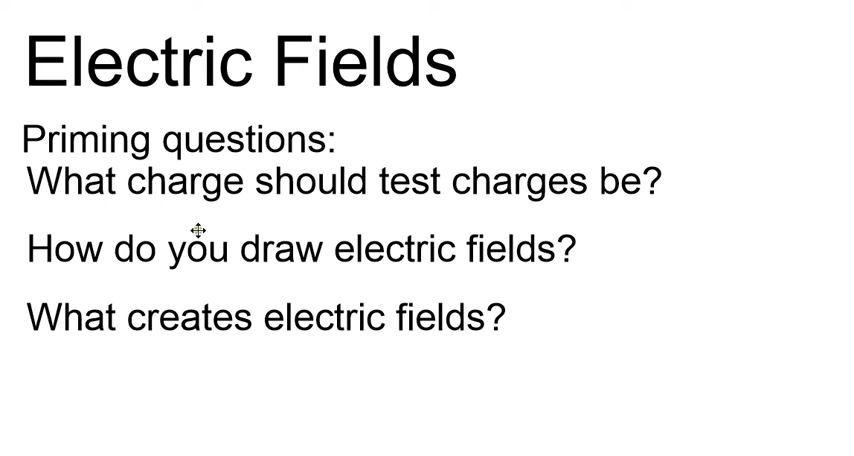 Electric Fields
Priming questions:
What charge should test charges be?
How do you draw electric fields?
What creates electric fields?